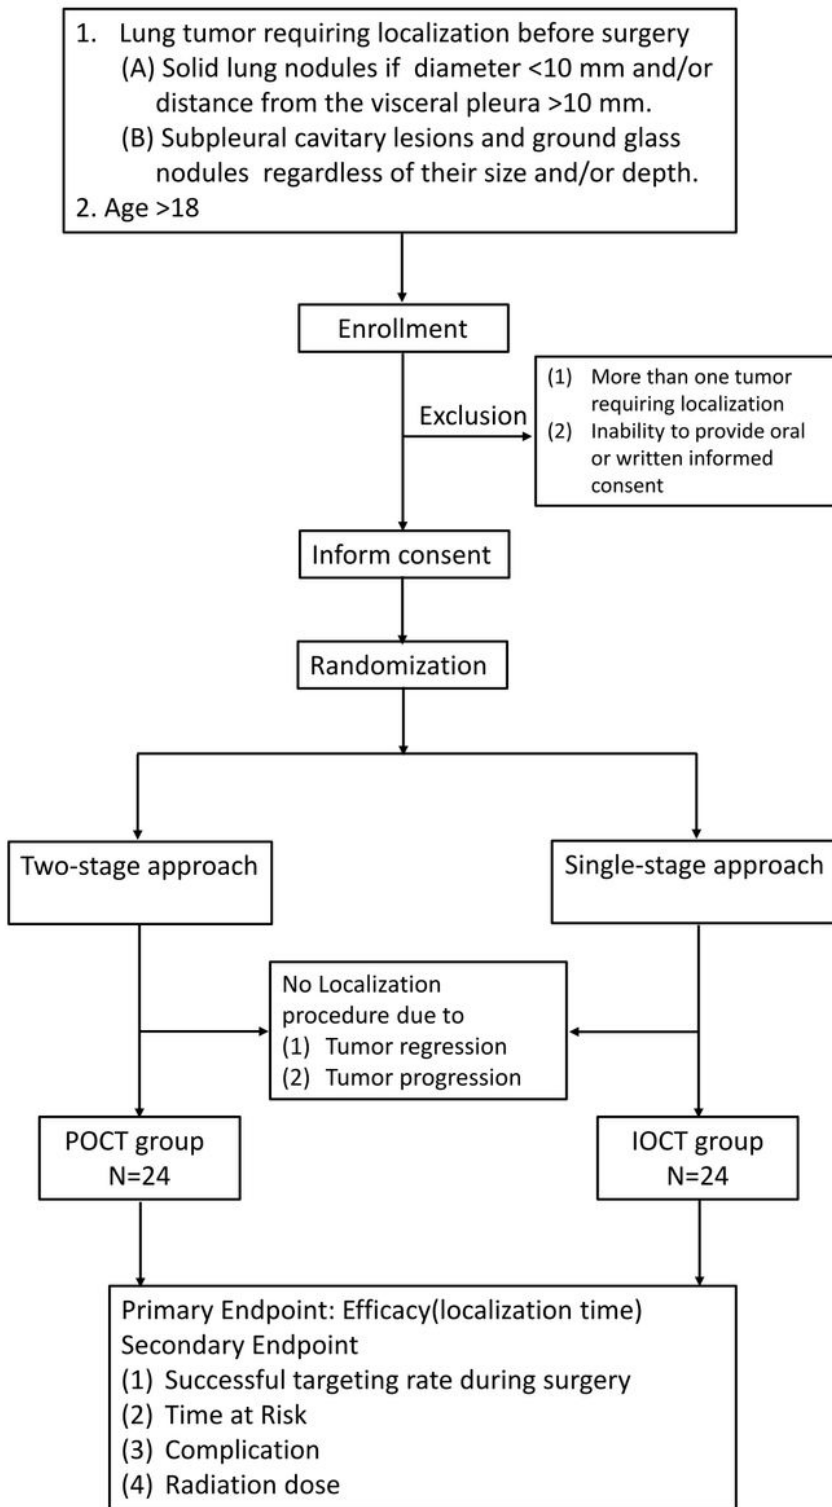 1. Lung tumor requiring localization before surgery
(A) Solid lung nodules if diameter <10 mm and/or
distance from the visceral pleura >10 mm.
(B) Subpleural cavitary lesions and ground glass
nodules regardless of their size and/or depth.
2. Age >18
Enrollment
Exclusion
(1) More than one tumor
requiring localization
(2) Inability to provide oral
or written informed
consent
Inform consent
Randomization
Two-stage approach
Single-stage approach
No Localization
procedure due to
(1) Tumor regression
(2) Tumor progression
POCT group
N=24
IOCT group
N=24
Primary Endpoint: Efficacy(localization time)
Secondary Endpoint
(1) Successful targeting rate during surgery
(2) Time at Risk
(3) Complication
(4) Radiation dose